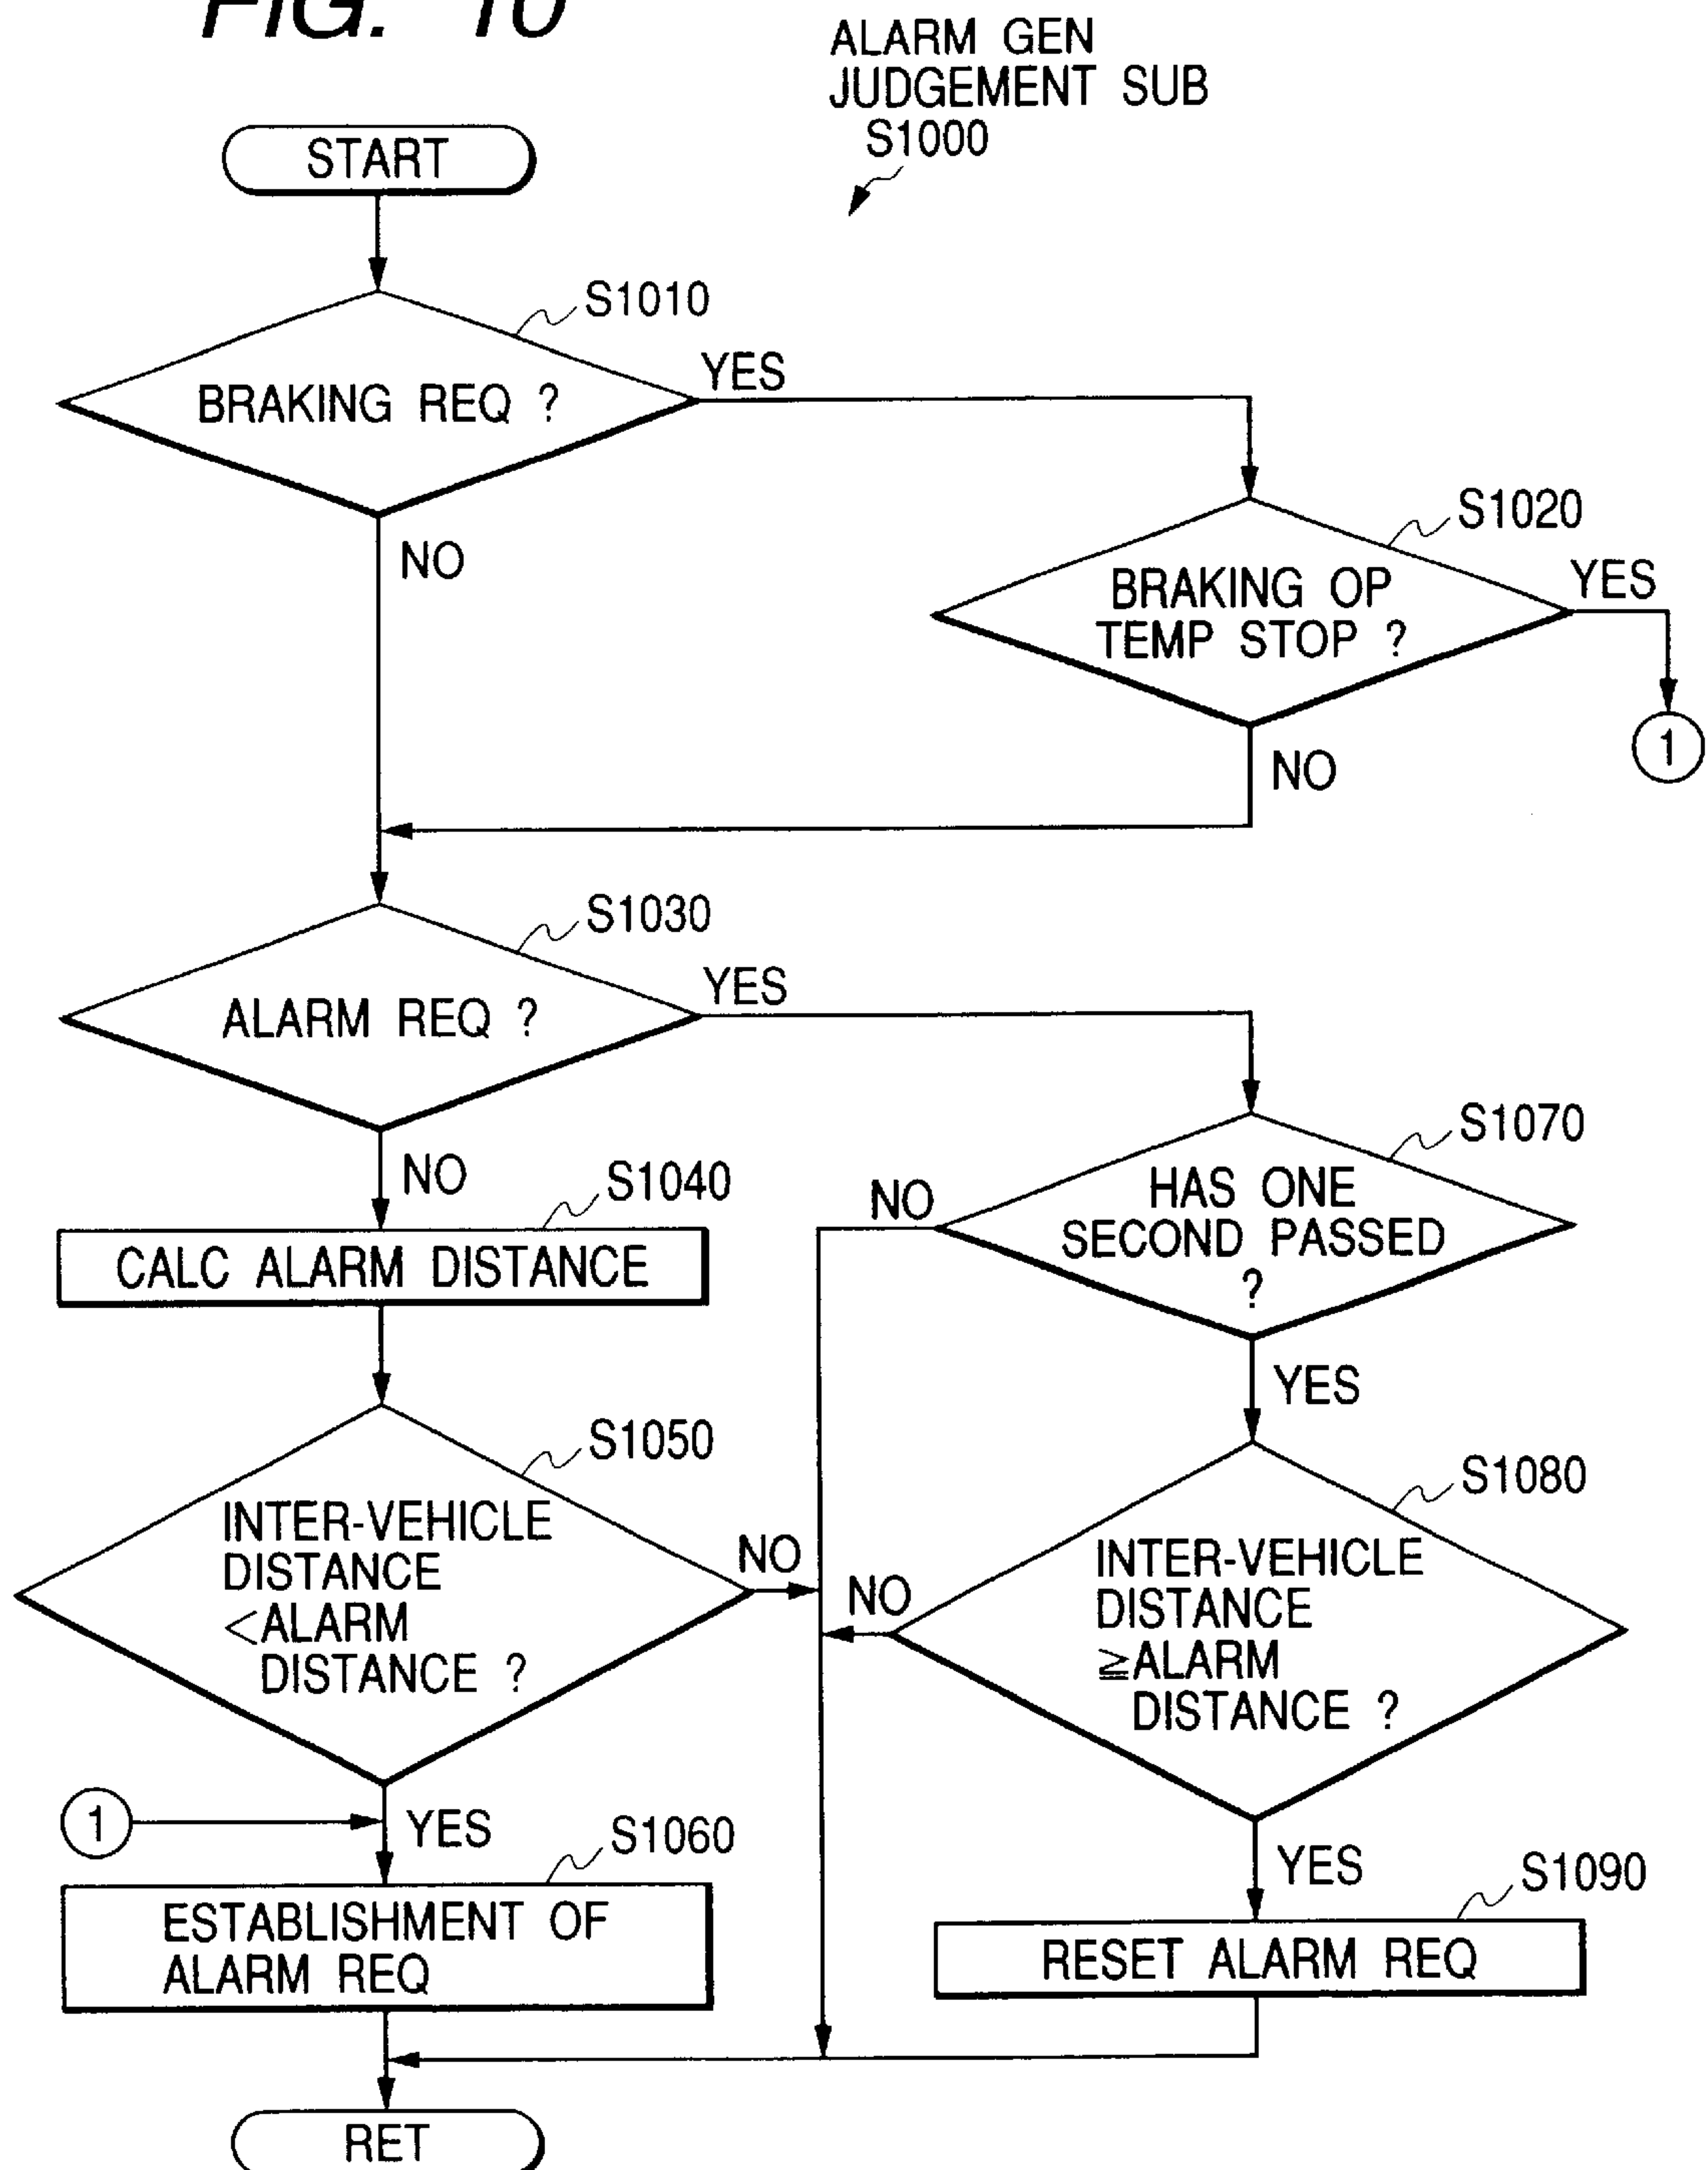 FIG. 10
ALARM GEN
JUDGEMENT SUB
S1000
START
S1010
BRAKING REQ ?
YES
NO
S1020
BRAKING OP
TEMP STOP ?
YES
1
NO
S1030
ALARM REQ ?
YES
NO
S1040
CALC ALARM DISTANCE
S1070
HAS ONE
SECOND PASSED
?
NO
YES
S1050
INTER-VEHICLE
DISTANCE
<ALARM
DISTANCE ?
NO
S1080
INTER-VEHICLE
DISTANCE
≧ALARM
DISTANCE ?
NO
1
YES
S1060
ESTABLISHMENT OF
ALARM REQ
YES
S1090
RESET ALARM REQ
RET